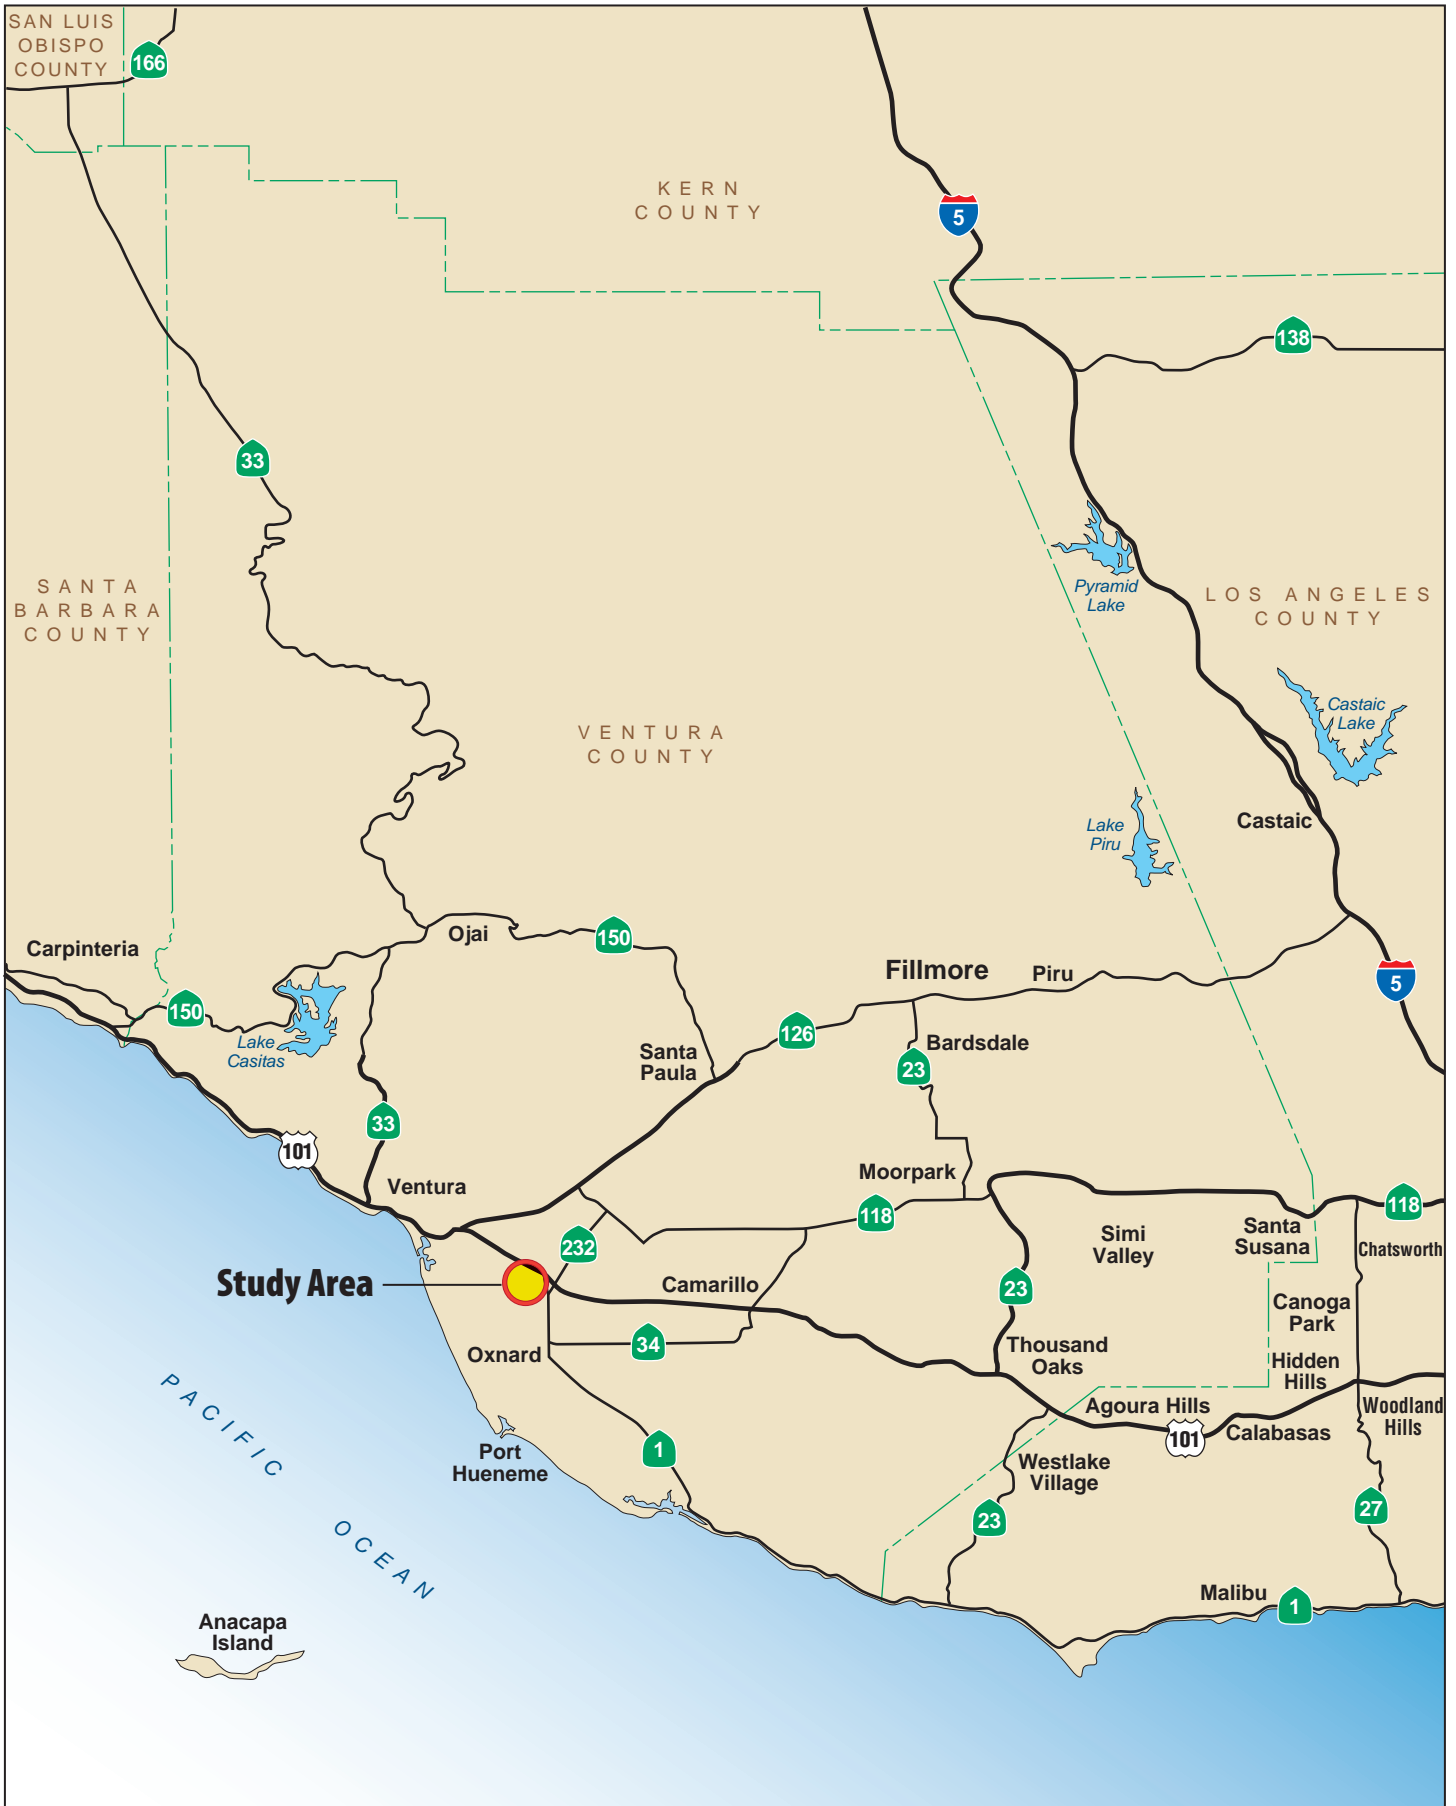 SAN LUIS
OBISPO
COUNTY
166
KERN
COUNTY
5
138
33
SANTA
BARBARA
COUNTY
Pyramid
Lake
LOS ANGELES
COUNTY
VENTURA
COUNTY
Castaic
Lake
Lake
Piru
Castaic
Carpinteria
Ojai
150
Fillmore
Piru
5
150
Lake
Casitas
Santa
Paula
126
Bardsdale
23
33
101
Ventura
Moorpark
118
118
232
Simi
Valley
Santa
Susana
Chatsworth
Study Area
Camarillo
23
Canoga
Park
34
Oxnard
Thousand
Oaks
Hidden
Hills
PACIFIC
OCEAN
Agoura Hills
101
Calabasas
Woodland
Hills
Port
Hueneme
1
Westlake
Village
23
27
Malibu
1
Anacapa
Island